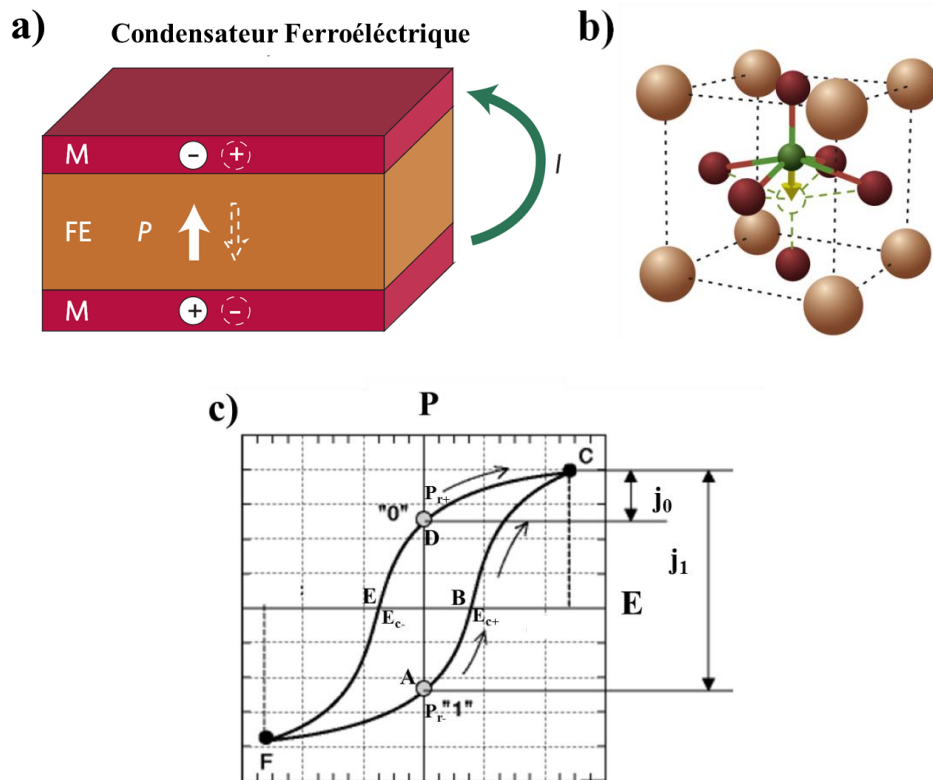 a)
Condensateur Ferroéléctrique
M
- +
FE P
I
M
+ -
b)
c)
P
C
Pr+
"0"
D
j0
j1
E B
E
Ec- Ec+
A
Pr- "1"
F